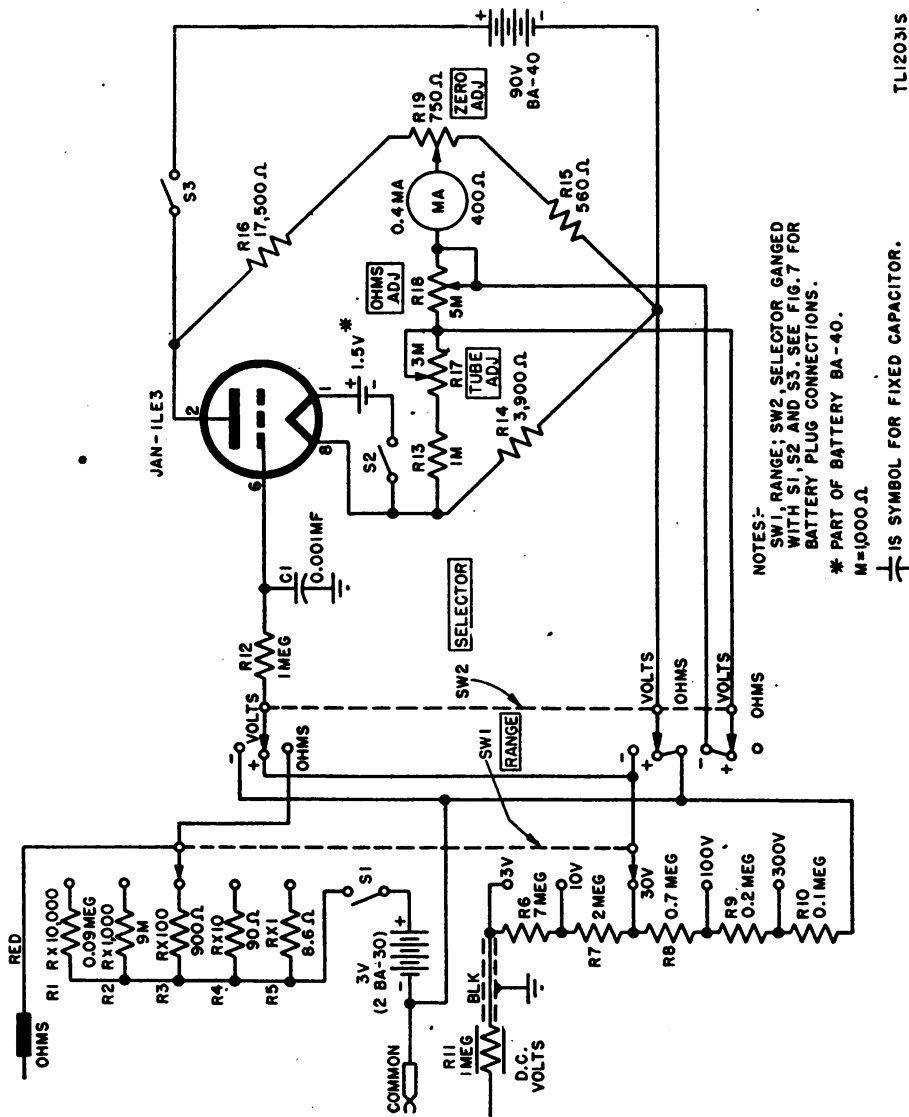 TL12031S
JAN-1LE3
2
6
8
1
S3
R16
17,500Ω
0.4 MA
MA
400Ω
R19
750Ω
ZERO
ADJ
90V
BA-40
+
-
OHMS
ADJ
R18
5M
+ 1.5V *
-
S2
3M
R17
TUBE
ADJ
R13
1M
R14
3,900Ω
R15
560Ω
C1
0.001MF
R12
1MEG
SELECTOR
SW2
VOLTS
-
+
OHMS
SW1
RANGE
VOLTS
-
+
OHMS
VOLTS
-
+
OHMS
RED
OHMS
R1
RX10,000
0.09MEG
R2
RX1,000
9M
R3
RX100
900Ω
R4
RX10
90Ω
R5
RX1
8.6Ω
S1
+
-
3V
(2 BA-30)
COMMON
R11
1MEG
D.C.
VOLTS
BLK
3V
R6
7MEG
10V
R7
2MEG
30V
R8
0.7MEG
100V
R9
0.2MEG
300V
R10
0.1MEG
NOTES:-
SW1, RANGE; SW2, SELECTOR GANGED
WITH S1, S2 AND S3. SEE FIG. 7 FOR
BATTERY PLUG CONNECTIONS.
* PART OF BATTERY BA-40.
M=1,000Ω
IS SYMBOL FOR FIXED CAPACITOR.